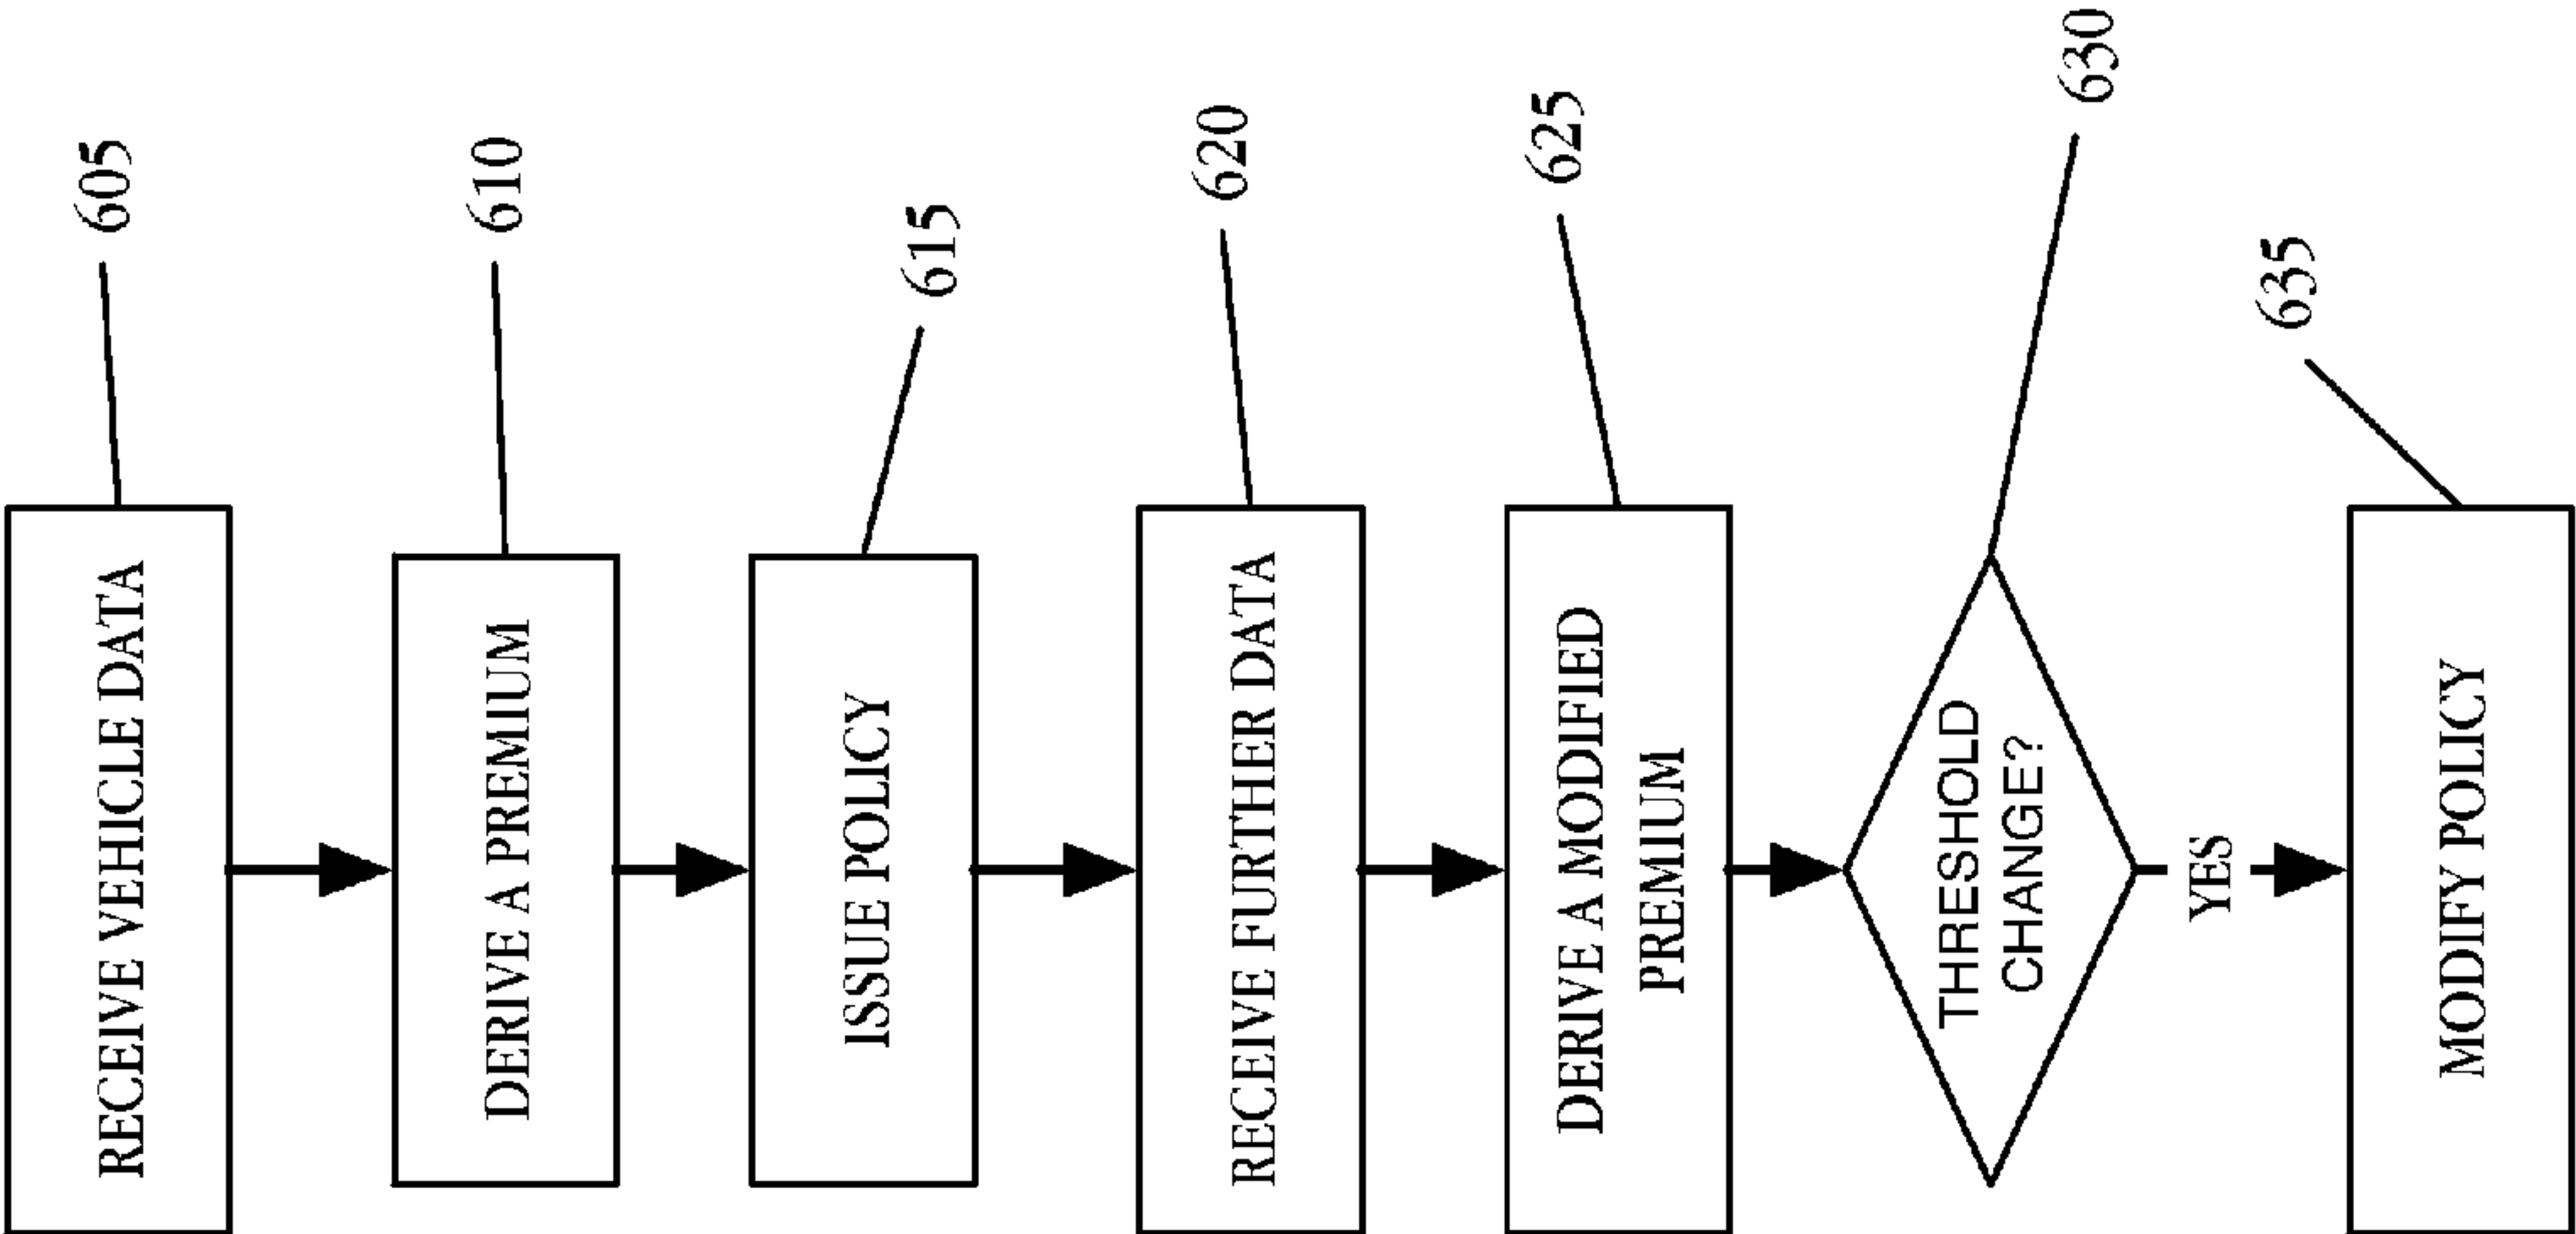 RECEIVE VEHICLE DATA
605
DERIVE A PREMIUM
610
ISSUE POLICY
615
RECEIVE FURTHER DATA
620
DERIVE A MODIFIED
PREMIUM
625
THRESHOLD
CHANGE?
630
YES
MODIFY POLICY
635